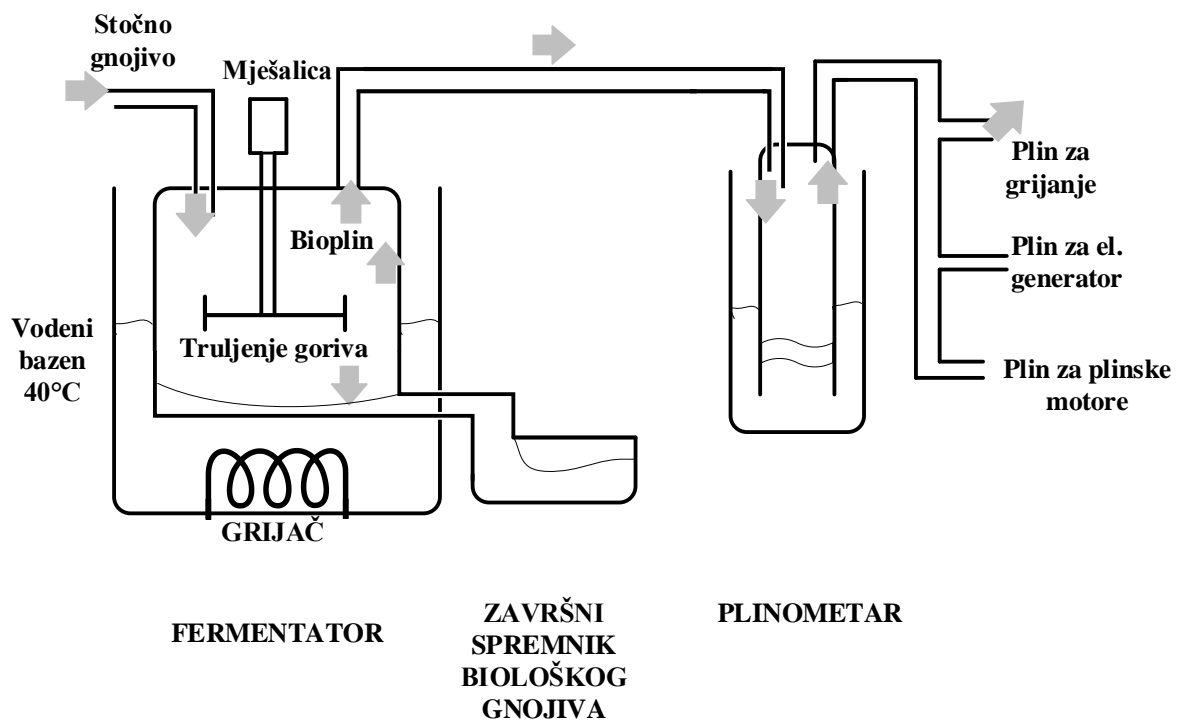 Stočno
gnojivo
Mješalica
Bioplin
Truljenje goriva
Vodeni
bazen
40°C
GRIJAČ
Plin za
grijanje
Plin za el.
generator
Plin za plinske
motore
FERMENTATOR
ZAVRŠNI
SPREMNIK
BIOLOŠKOG
GNOJIVA
PLINOMETAR